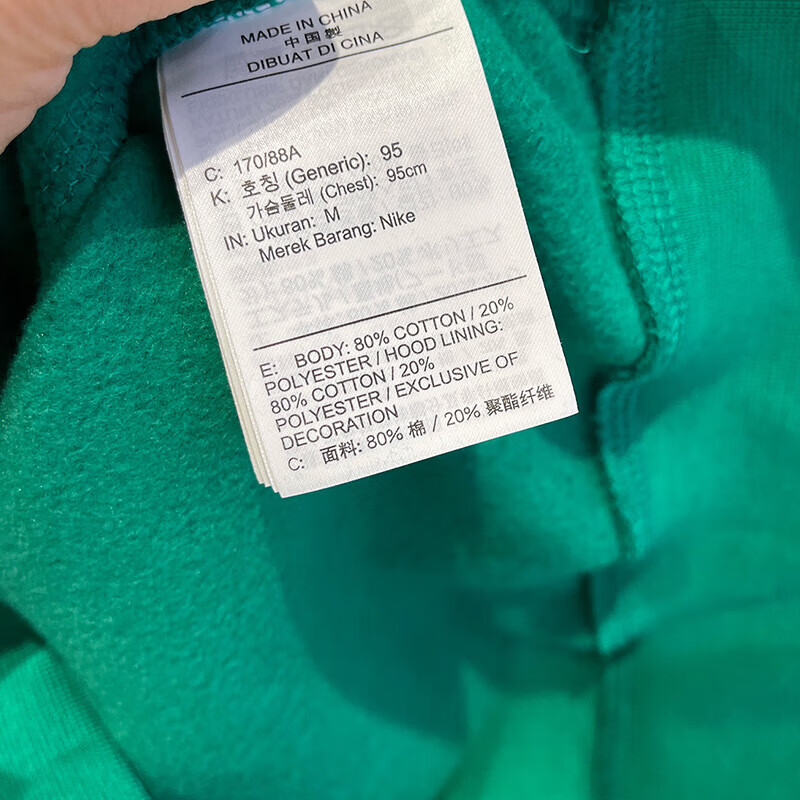 MADE IN CHINA
中国製
DIBUAT DI CINA
C: 170/88A
K: 호칭 (Generic): 95
가슴둘레 (Chest): 95cm
IN: Ukuran: M
Merek Barang: Nike
E: BODY: 80% COTTON / 20%
POLYESTER / HOOD LINING:
80% COTTON / 20%
POLYESTER / EXCLUSIVE OF
DECORATION
C: 面料: 80% 棉 / 20% 聚酯纤维